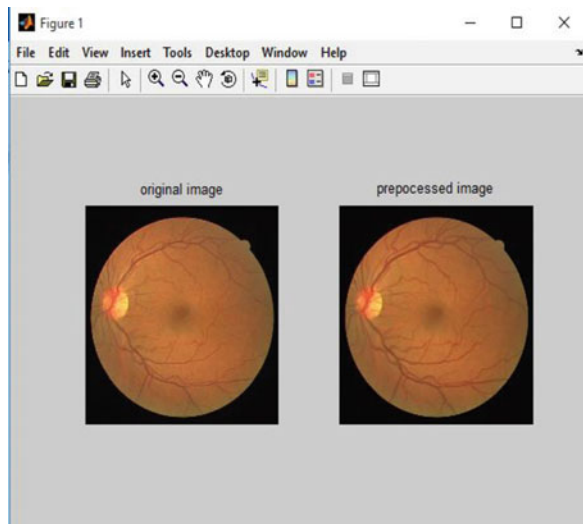 Figure 1
File Edit View Insert Tools Desktop Window Help
original image
prepocessed image